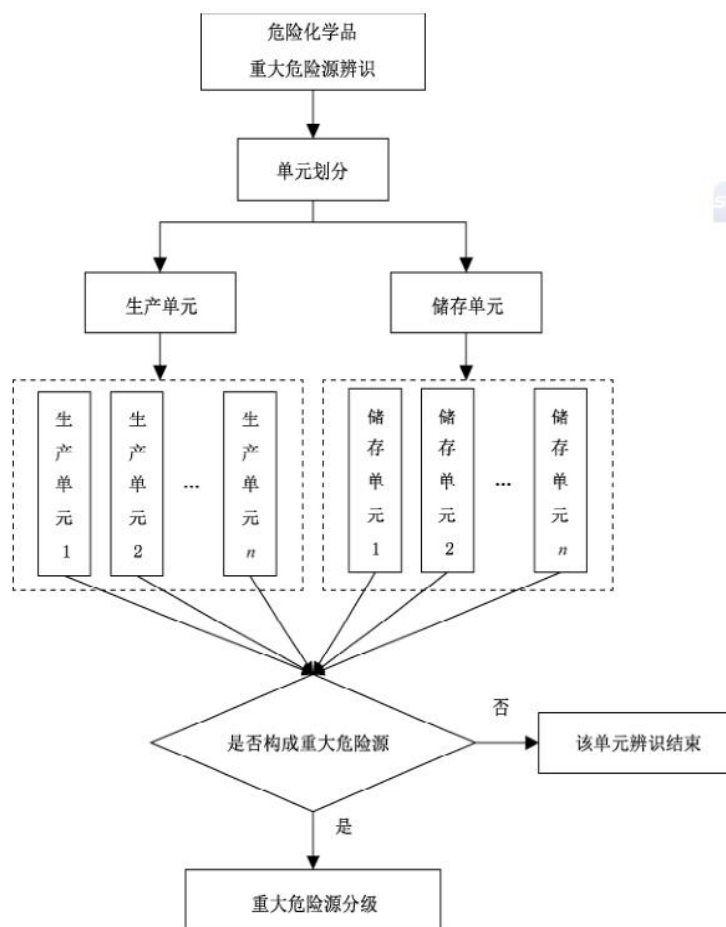 危险化学品
重大危险源辨识
单元划分
生产单元
储存单元
生产单元1
生产单元2
…
生产单元n
储存单元1
储存单元2
…
储存单元n
是否构成重大危险源
否
该单元辨识结束
是
重大危险源分级